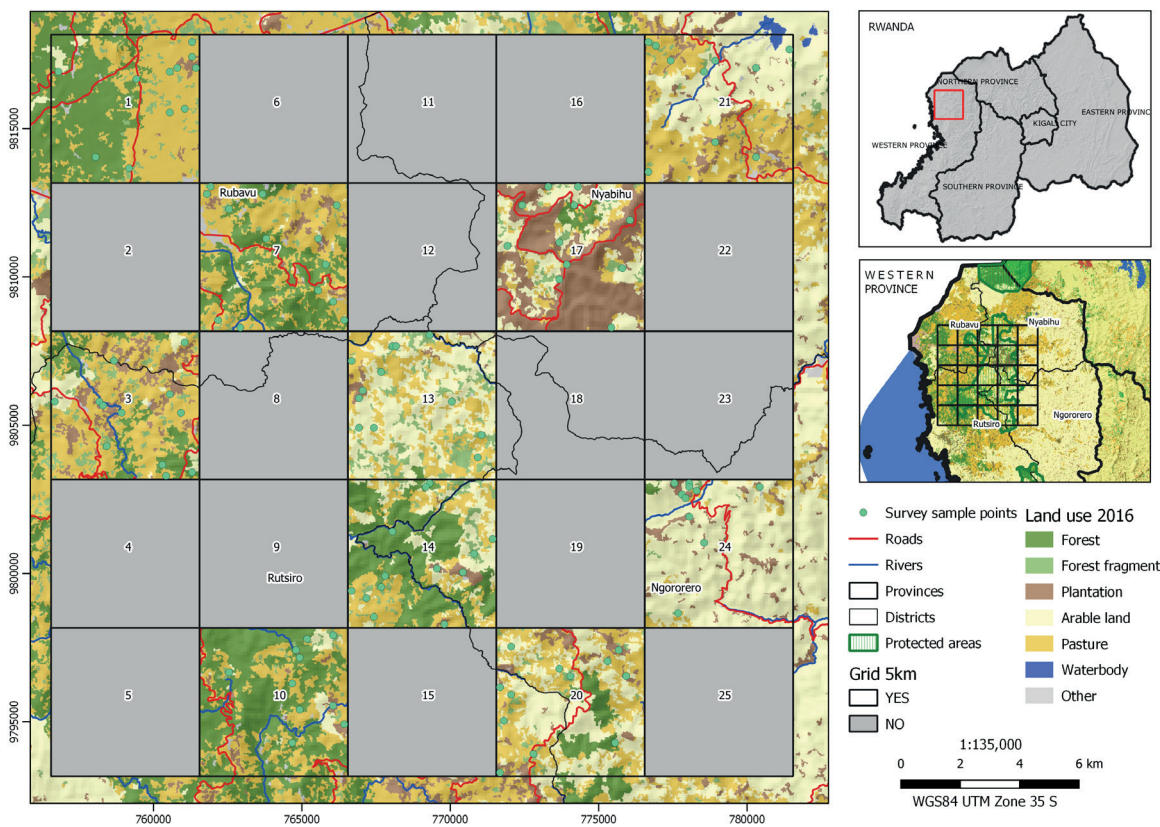 1
6
11
16
21
Rubavu
Nyabihu
2
7
12
17
22
3
8
13
18
23
4
9
14
19
24
Rutsiro
Ngororero
5
10
15
20
25
9815000
9810000
9805000
9800000
9795000
760000
765000
770000
775000
780000
RWANDA
NORTHERN PROVINCE
KIGALI CITY
EASTERN PROVINC
WESTERN PROVINCE
SOUTHERN PROVINCE
WESTERN
PROVINCE
Rubavu
Nyabihu
Ngororero
Rutsiro
Survey sample points
Roads
Rivers
Provinces
Districts
Protected areas
Grid 5km
YES
NO
Land use 2016
Forest
Forest fragment
Plantation
Arable land
Pasture
Waterbody
Other
1:135,000
0 2 4 6 km
WGS84 UTM Zone 35 S